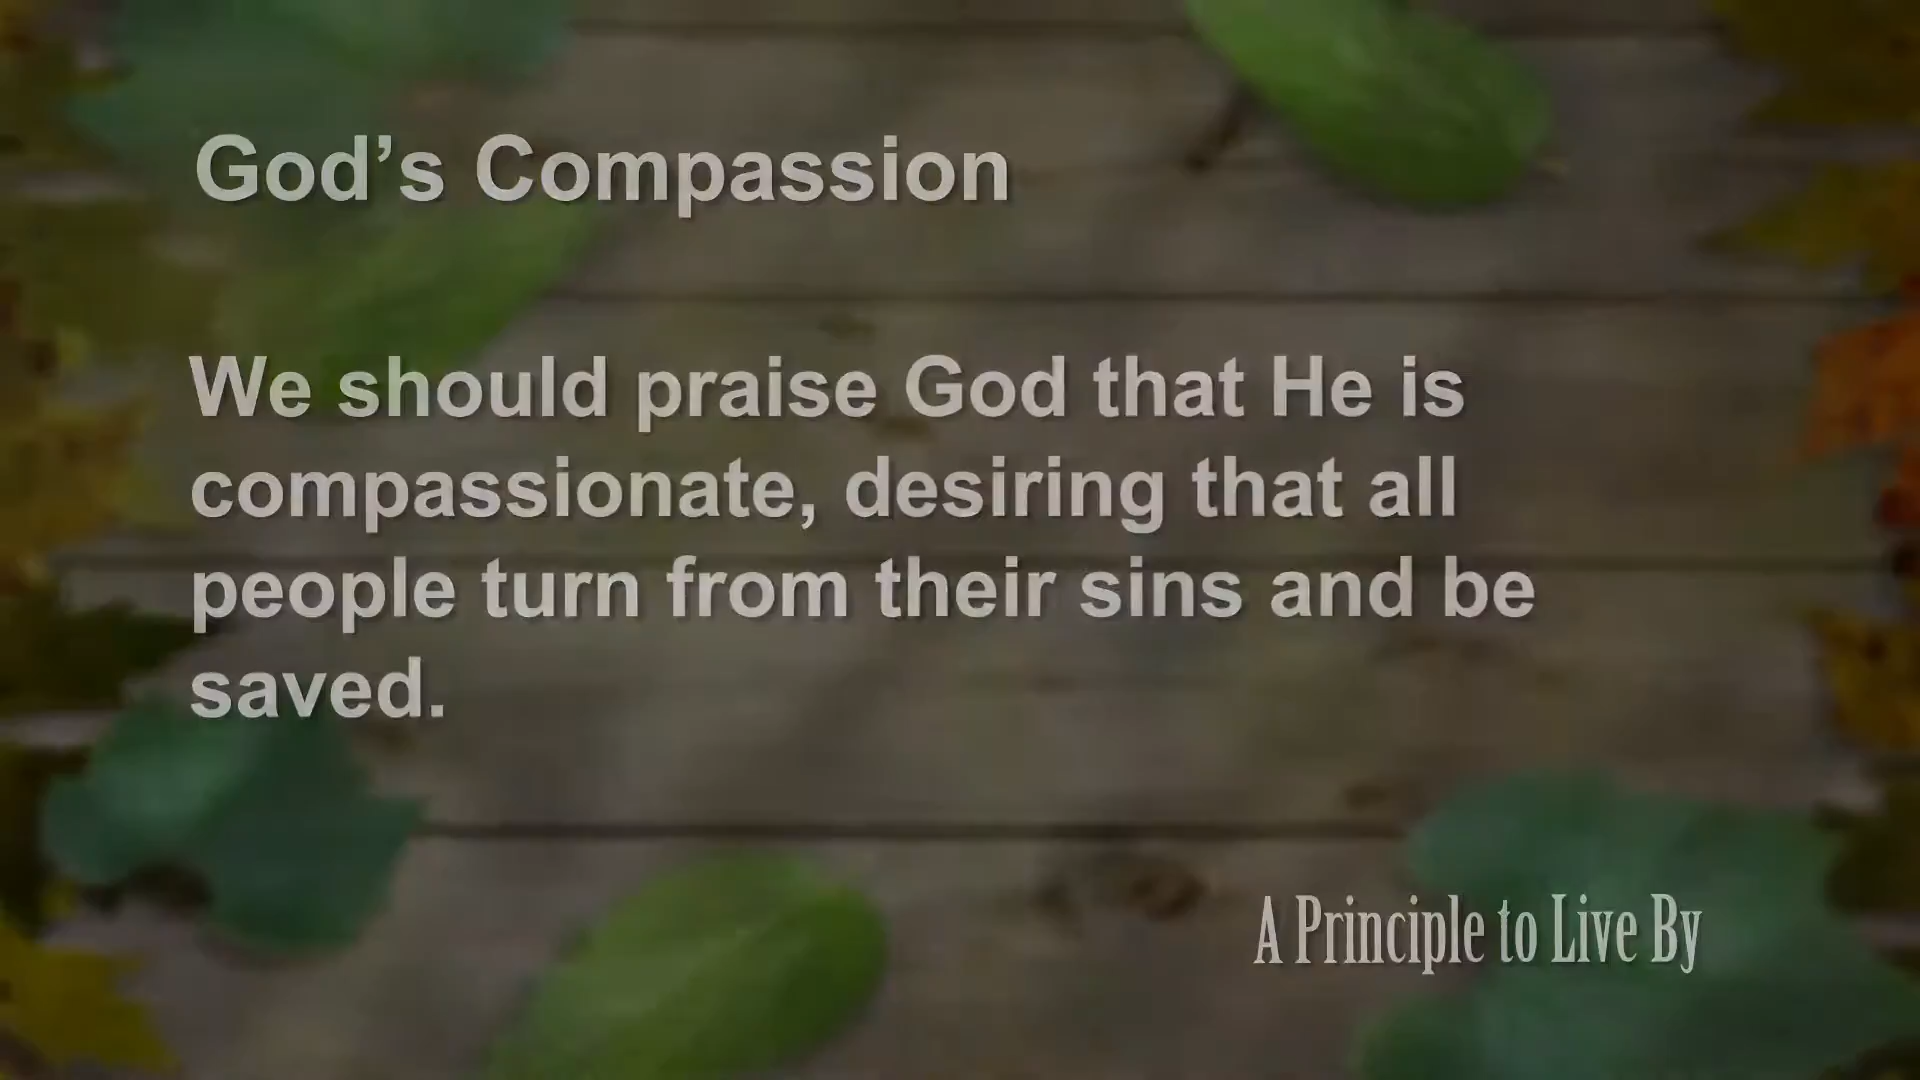 God’s Compassion
We should praise God that He is
compassionate, desiring that all
people turn from their sins and be
saved.
A Principle to Live By